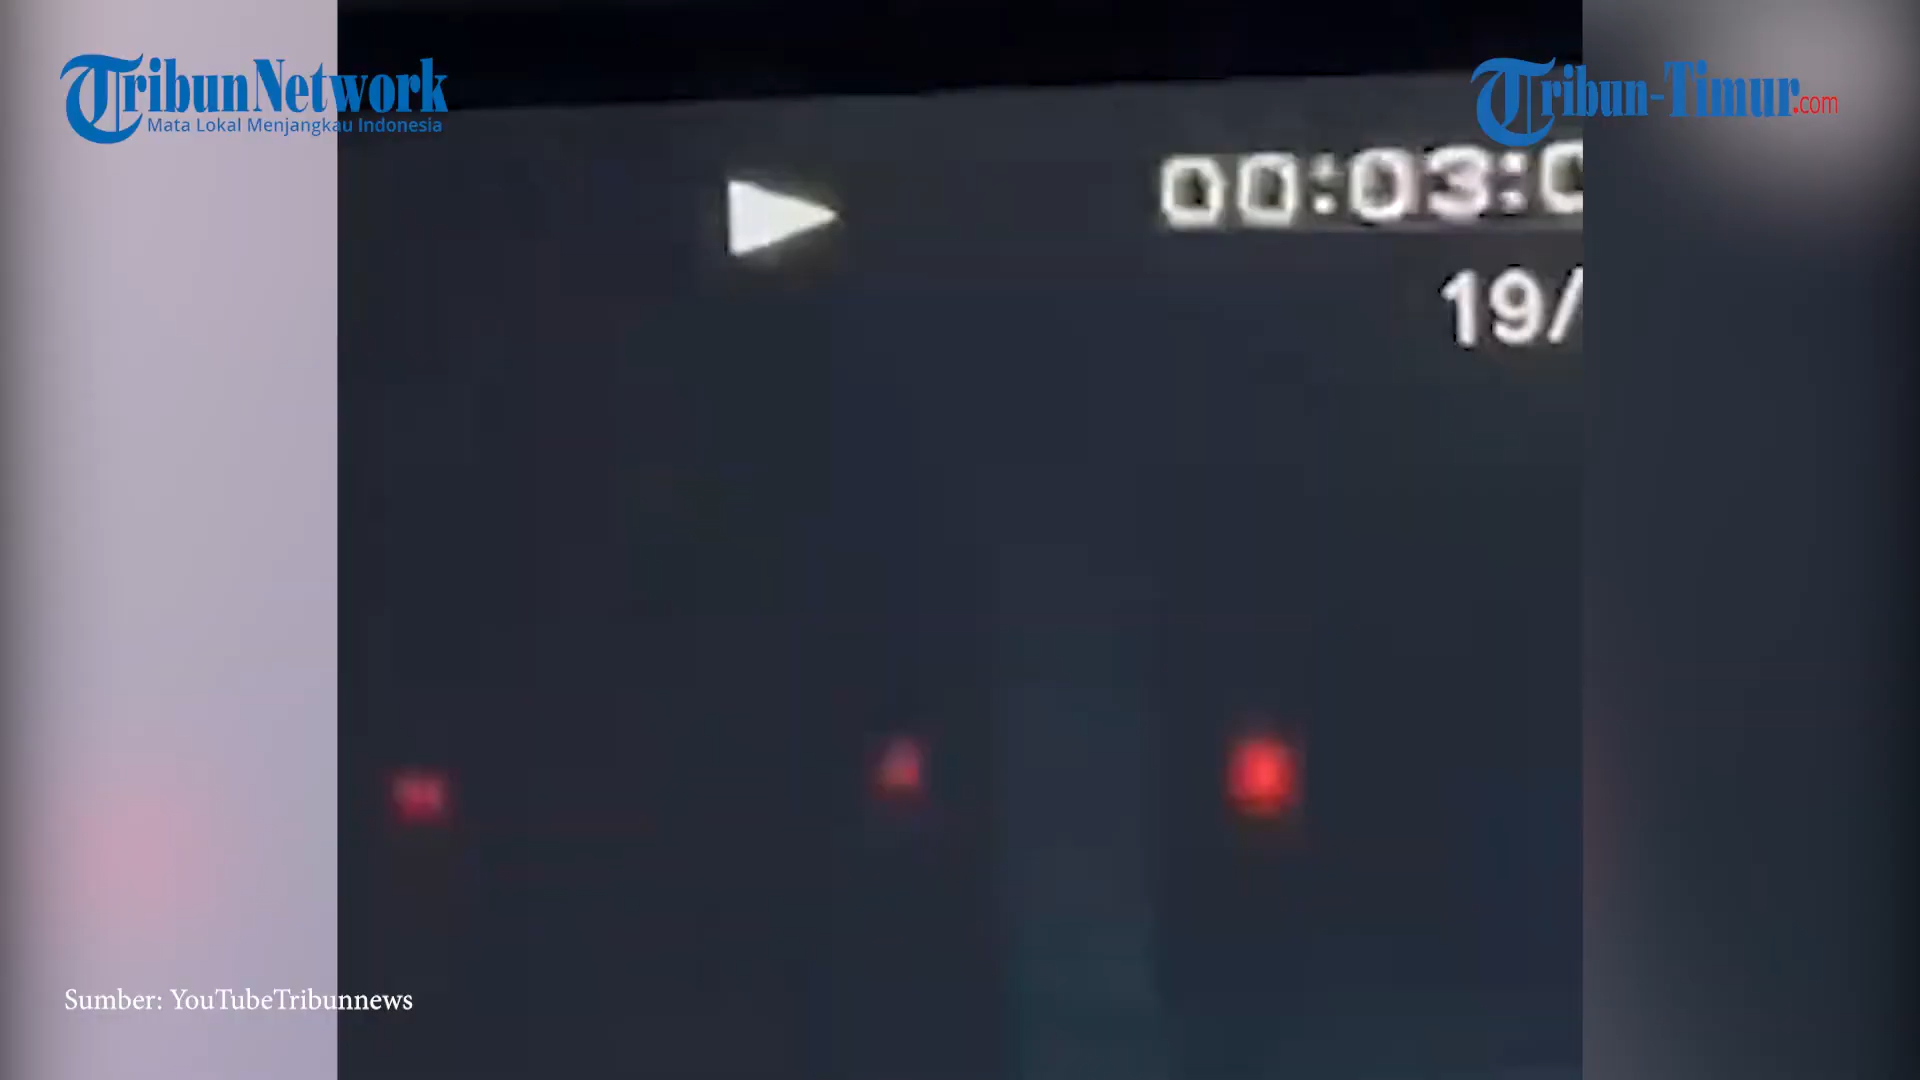 TribunNetwork
Mata Lokal Menjangkau Indonesia
Tribun-Timur.com
00:03:0
19/
Sumber: YouTubeTribunnews